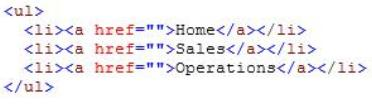 <ul>
  <li><a href="">Home</a></li>
  <li><a href="">Sales</a></li>
  <li><a href="">Operations</a></li>
</ul>